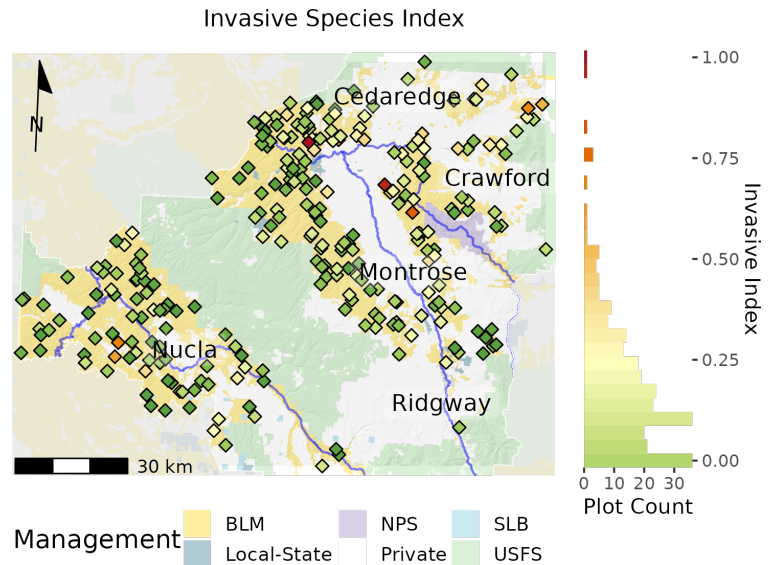 Invasive Species Index
N
Cedaredge
Crawford
Montrose
Nucla
Ridgway
30 km
1.00
0.75
0.50
0.25
0.00
Invasive Index
0 10 20 30
Plot Count
Management
BLM
NPS
SLB
Local-State
Private
USFS